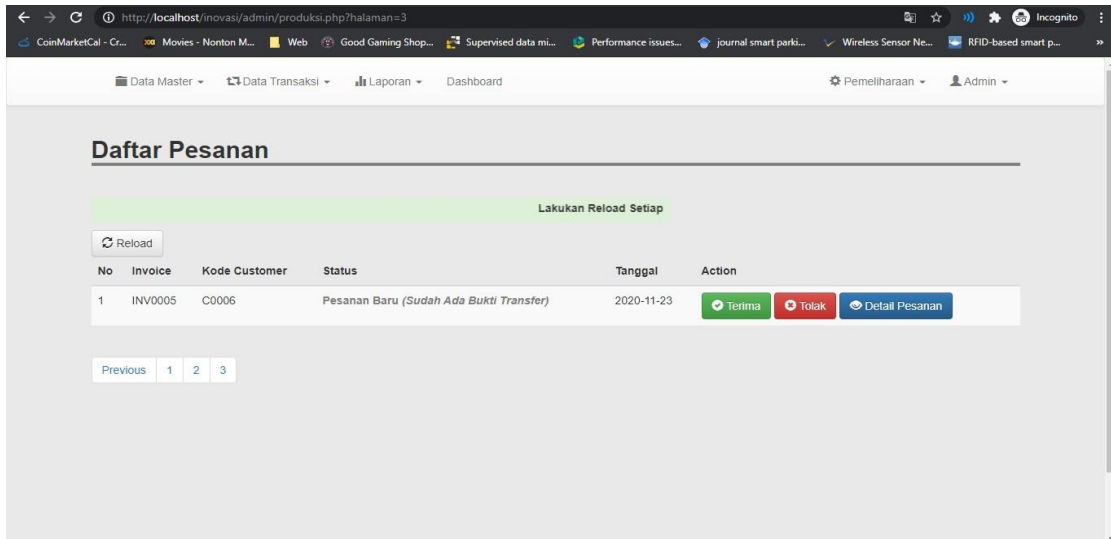 http://localhost/inovasi/admin/produksi.php?halaman=3 Incognito
CoinMarketCal - Cr... Movies - Nonton M... Web Good Gaming Shop... Supervised data mi... Performance issues... journal smart parki... Wireless Sensor Ne... RFID-based smart p... »
Data Master Data Transaksi Laporan Dashboard Pemeliharaan Admin
Daftar Pesanan
Lakukan Reload Setiap
Reload
No Invoice Kode Customer Status Tanggal Action
1 INV0005 C0006 Pesanan Baru (Sudah Ada Bukti Transfer) 2020-11-23 Terima Tolak Detail Pesanan
Previous 1 2 3